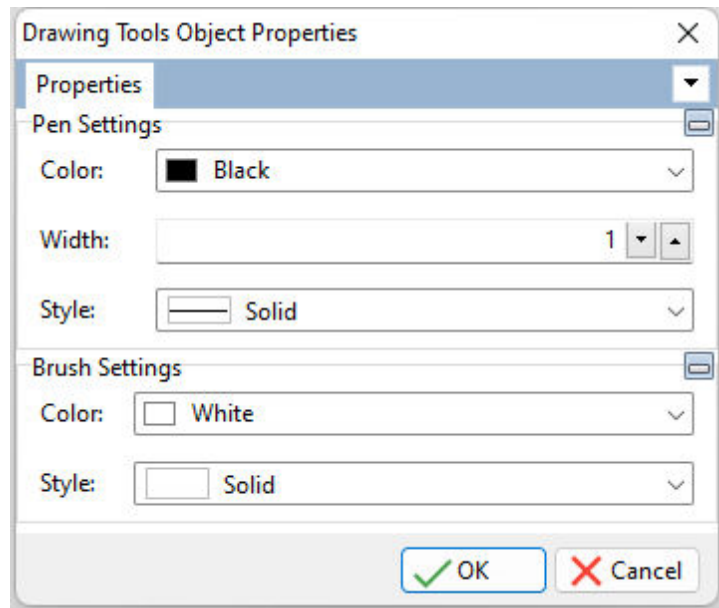 Drawing Tools Object Properties
Properties
Pen Settings
Color: Black
Width: 1
Style: Solid
Brush Settings
Color: White
Style: Solid
OK Cancel